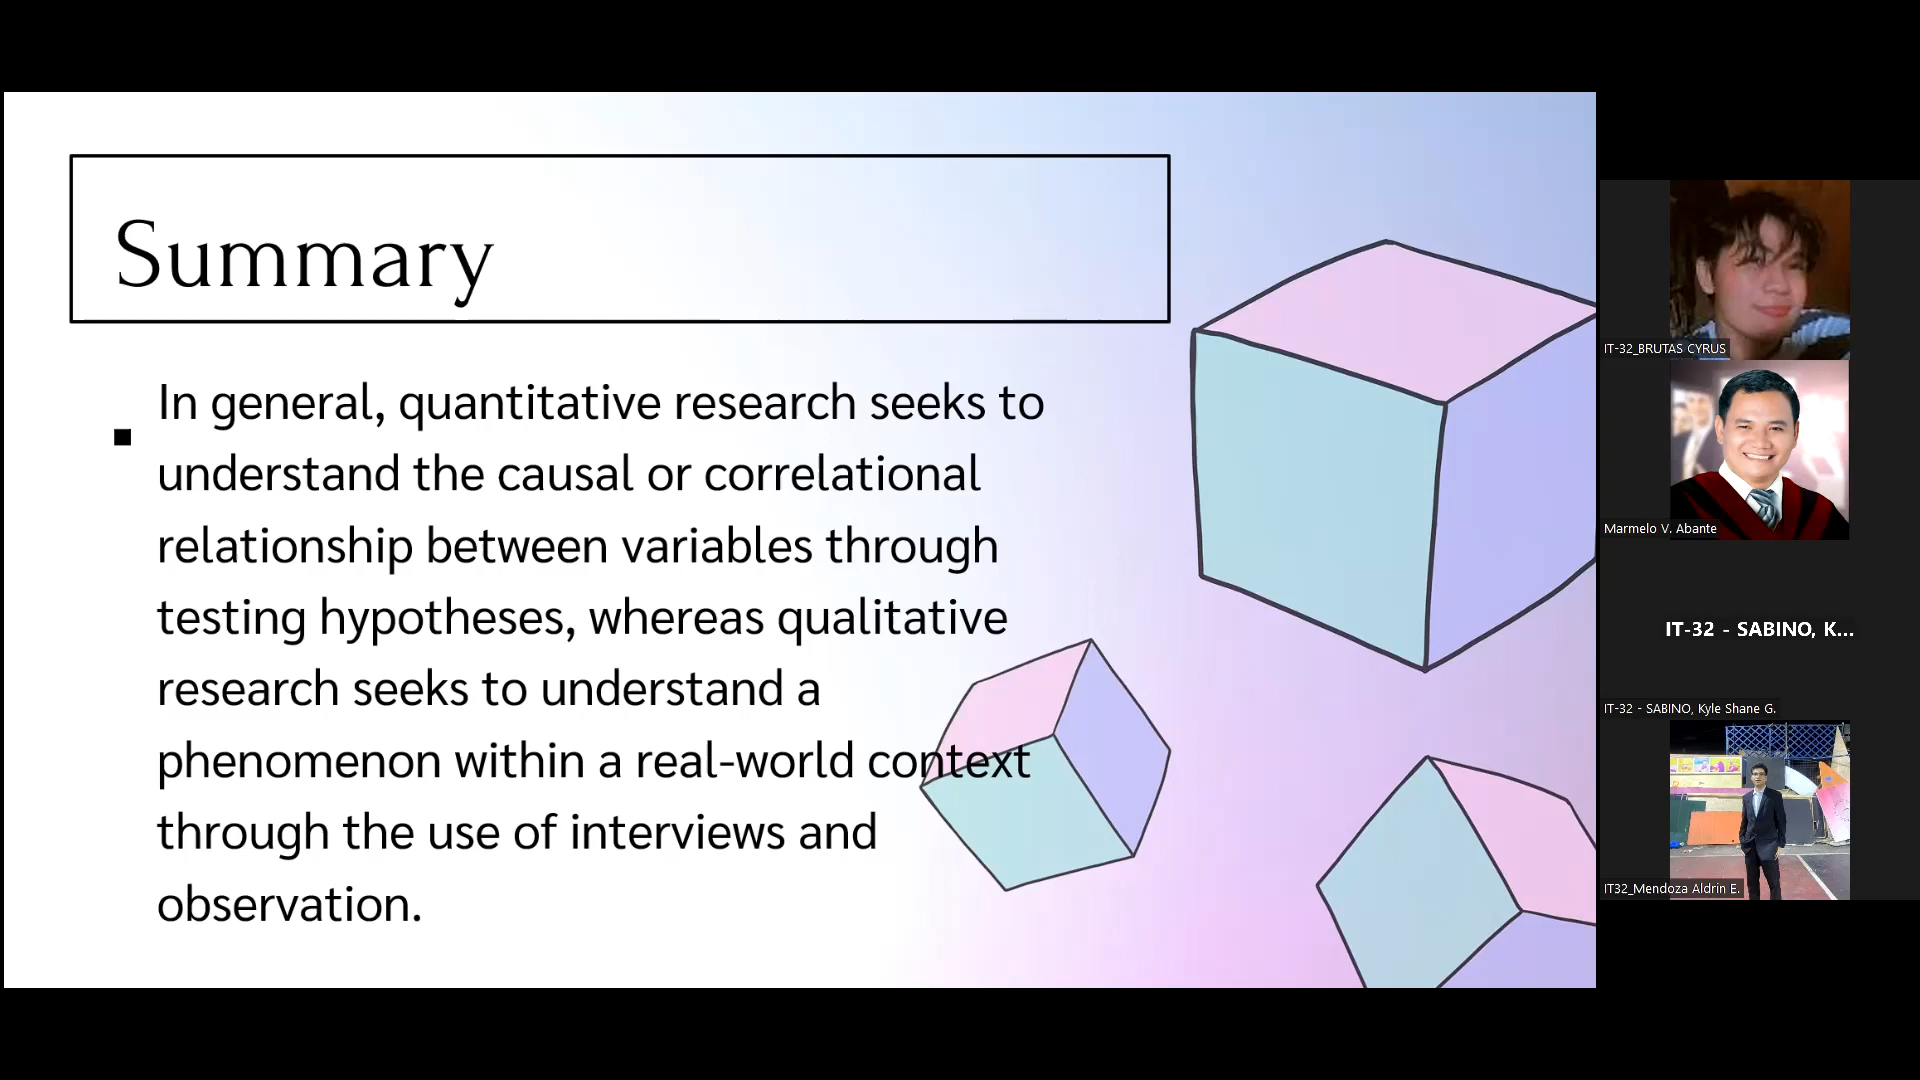 Summary
▪ In general, quantitative research seeks to
understand the causal or correlational
relationship between variables through
testing hypotheses, whereas qualitative
research seeks to understand a
phenomenon within a real-world context
through the use of interviews and
observation.
IT-32_BRUTAS CYRUS
Marmelo V. Abante
IT-32 - SABINO, K...
IT-32 - SABINO, Kyle Shane G.
IT32_Mendoza Aldrin E.